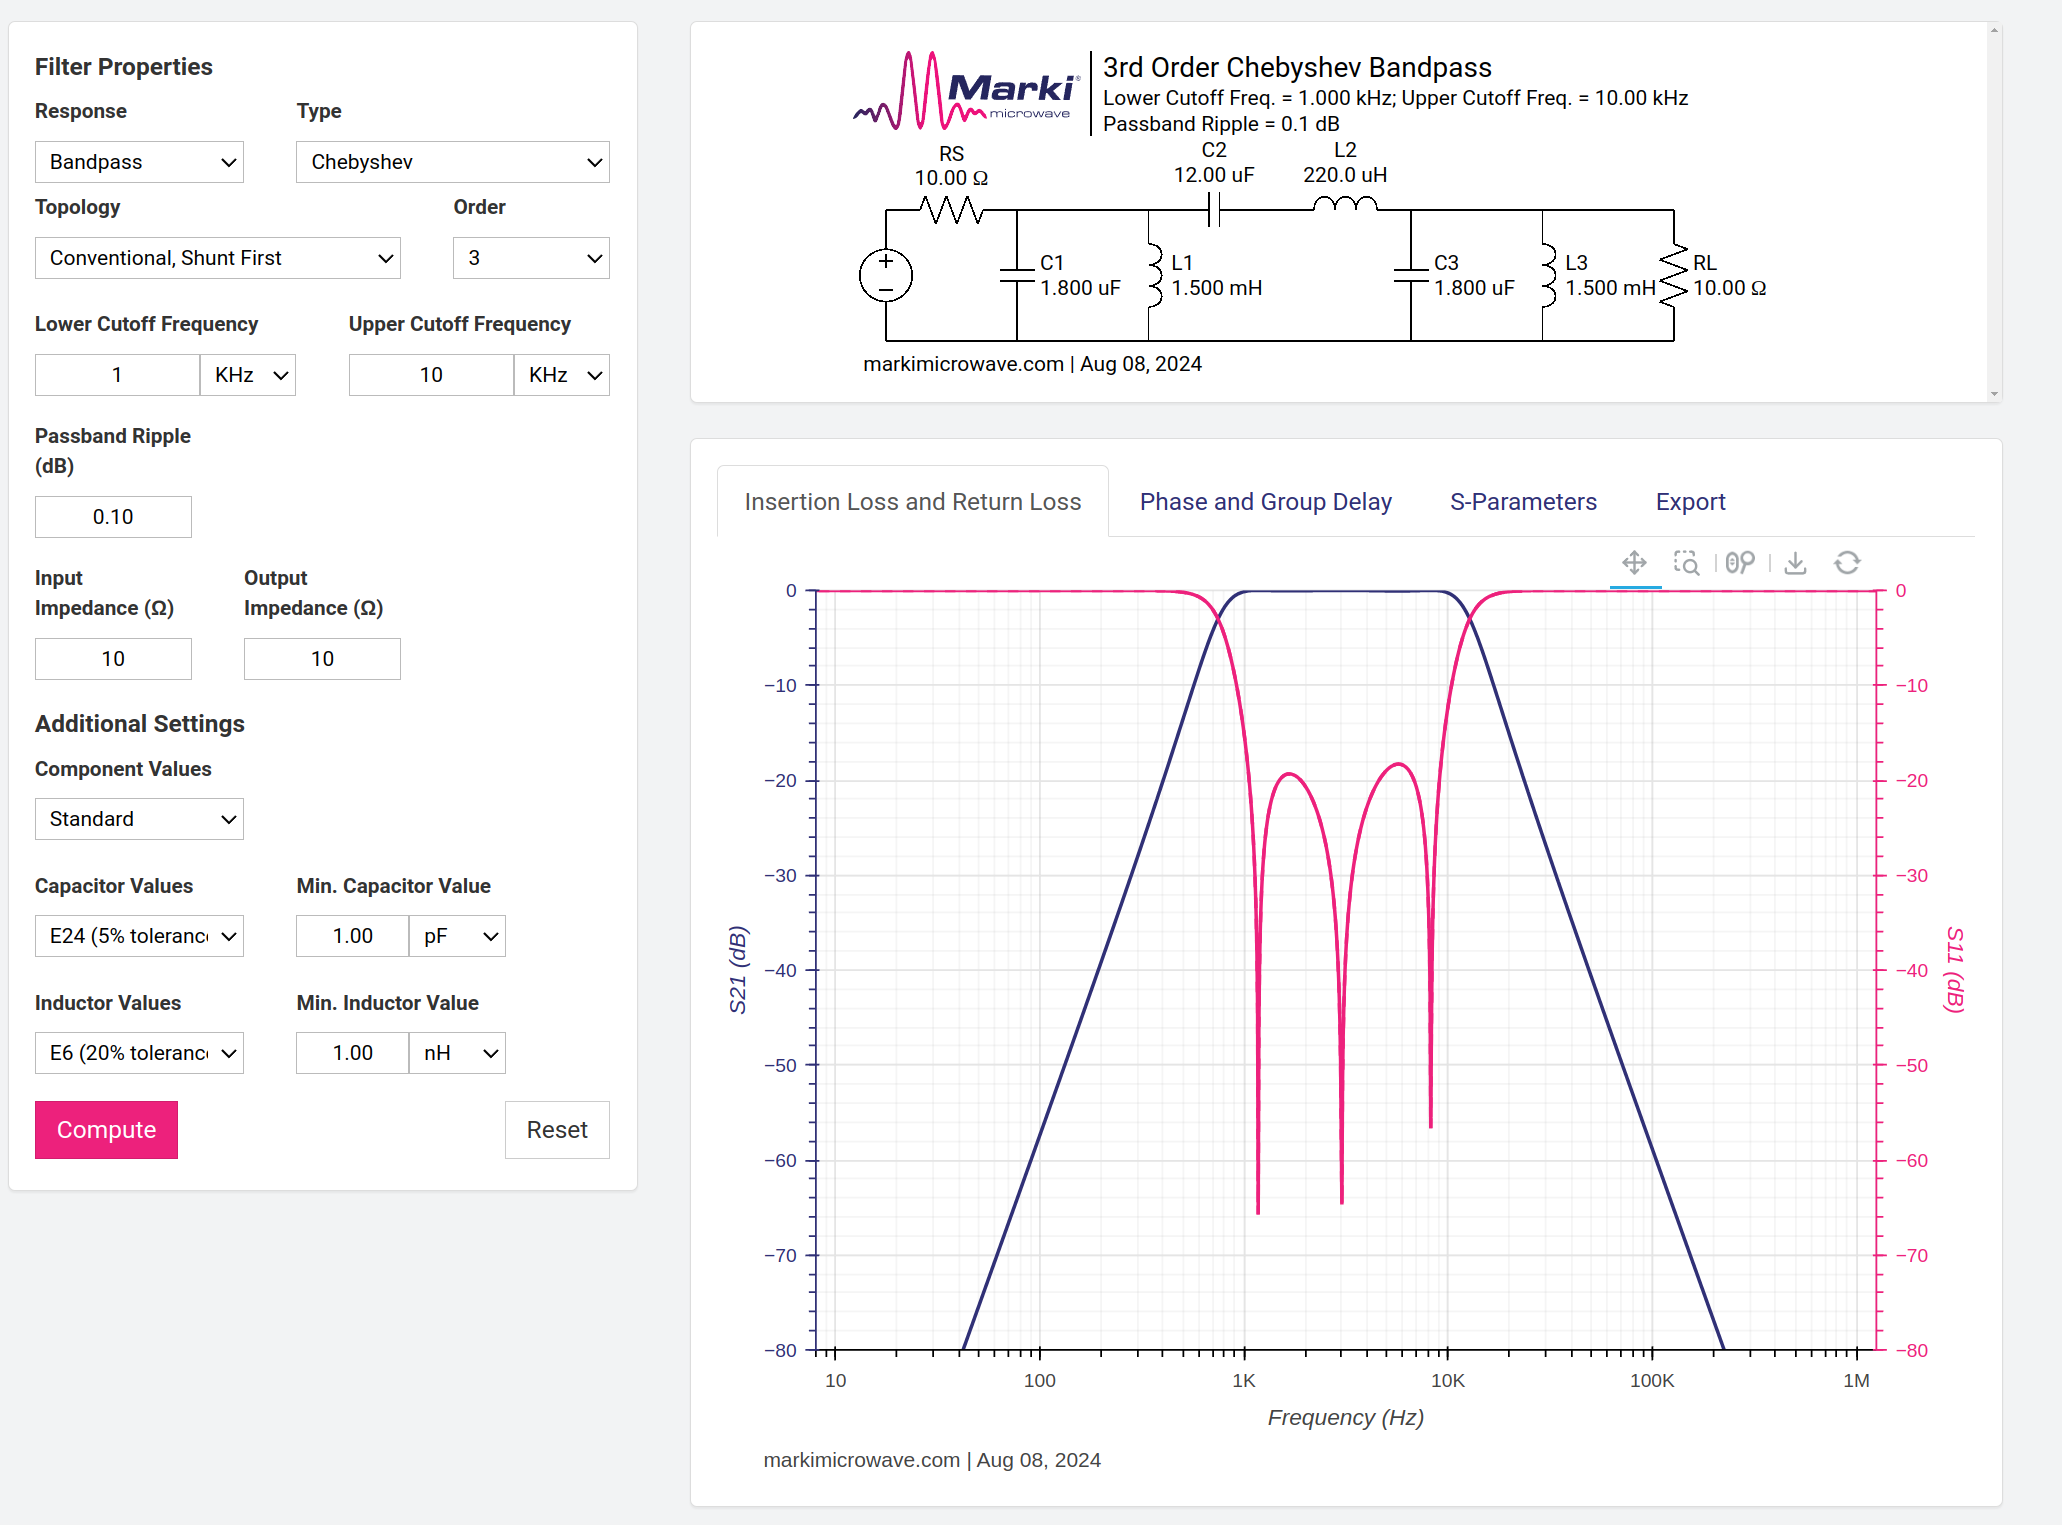 Filter Properties
Response Type
Bandpass Chebyshev
Topology Order
Conventional, Shunt First 3
Lower Cutoff Frequency Upper Cutoff Frequency
1 KHz 10 KHz
Passband Ripple
(dB)
0.10
Input Output
Impedance (Ω) Impedance (Ω)
10 10
Additional Settings
Component Values
Standard
Capacitor Values Min. Capacitor Value
E24 (5% toleranc 1.00 pF
Inductor Values Min. Inductor Value
E6 (20% toleranc 1.00 nH
Compute Reset
Marki®
microwave
3rd Order Chebyshev Bandpass
Lower Cutoff Freq. = 1.000 kHz; Upper Cutoff Freq. = 10.00 kHz
Passband Ripple = 0.1 dB
RS
10.00 Ω
C2
12.00 uF
L2
220.0 uH
C1
1.800 uF
L1
1.500 mH
C3
1.800 uF
L3
1.500 mH
RL
10.00 Ω
markimicrowave.com | Aug 08, 2024
Insertion Loss and Return Loss Phase and Group Delay S-Parameters Export
0 0
−10 −10
−20 −20
−30 −30
−40 −40
−50 −50
−60 −60
−70 −70
−80 −80
S21 (dB)
S11 (dB)
10 100 1K 10K 100K 1M
Frequency (Hz)
markimicrowave.com | Aug 08, 2024